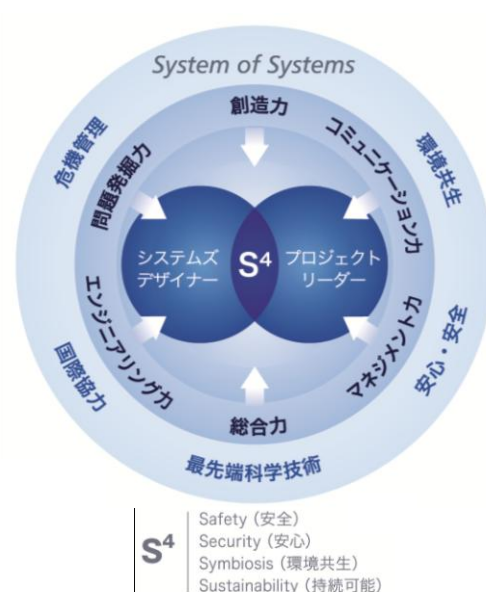 System of Systems
創造力
危機管理
問題発掘力
コミュニケーション力
環境共生
システムズ
デザイナー
S⁴
プロジェクト
リーダー
エンジニアリング力
国際協力
マネジメント力
安心・安全
総合力
最先端科学技術
S⁴
Safety（安全）
Security（安心）
Symbiosis（環境共生）
Sustainability（持続可能）